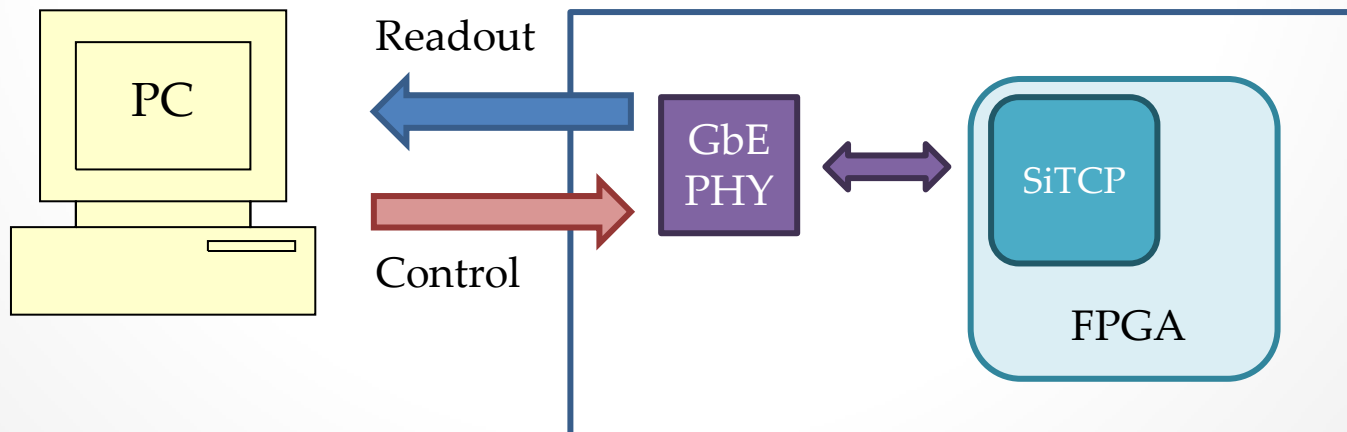 Readout
PC
GbE
PHY
SiTCP
Control
FPGA